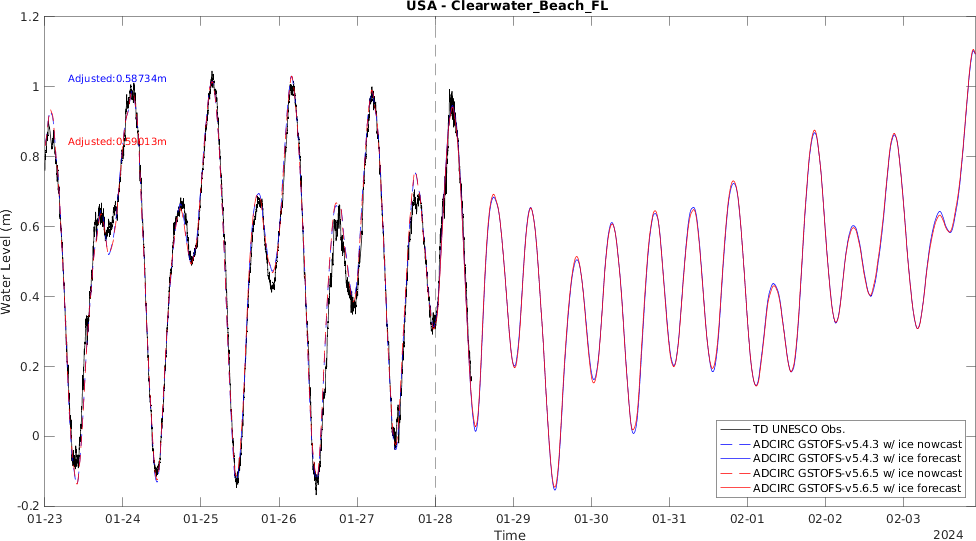 USA - Clearwater_Beach_FL
1.2
1
0.8
0.6
0.4
0.2
0
-0.2
Water Level (m)
Adjusted:0.58734m
Adjusted:0.59013m
TD UNESCO Obs.
ADCIRC GSTOFS-v5.4.3 w/ ice nowcast
ADCIRC GSTOFS-v5.4.3 w/ ice forecast
ADCIRC GSTOFS-v5.6.5 w/ ice nowcast
ADCIRC GSTOFS-v5.6.5 w/ ice forecast
01-23 01-24 01-25 01-26 01-27 01-28 01-29 01-30 01-31 02-01 02-02 02-03
Time
2024